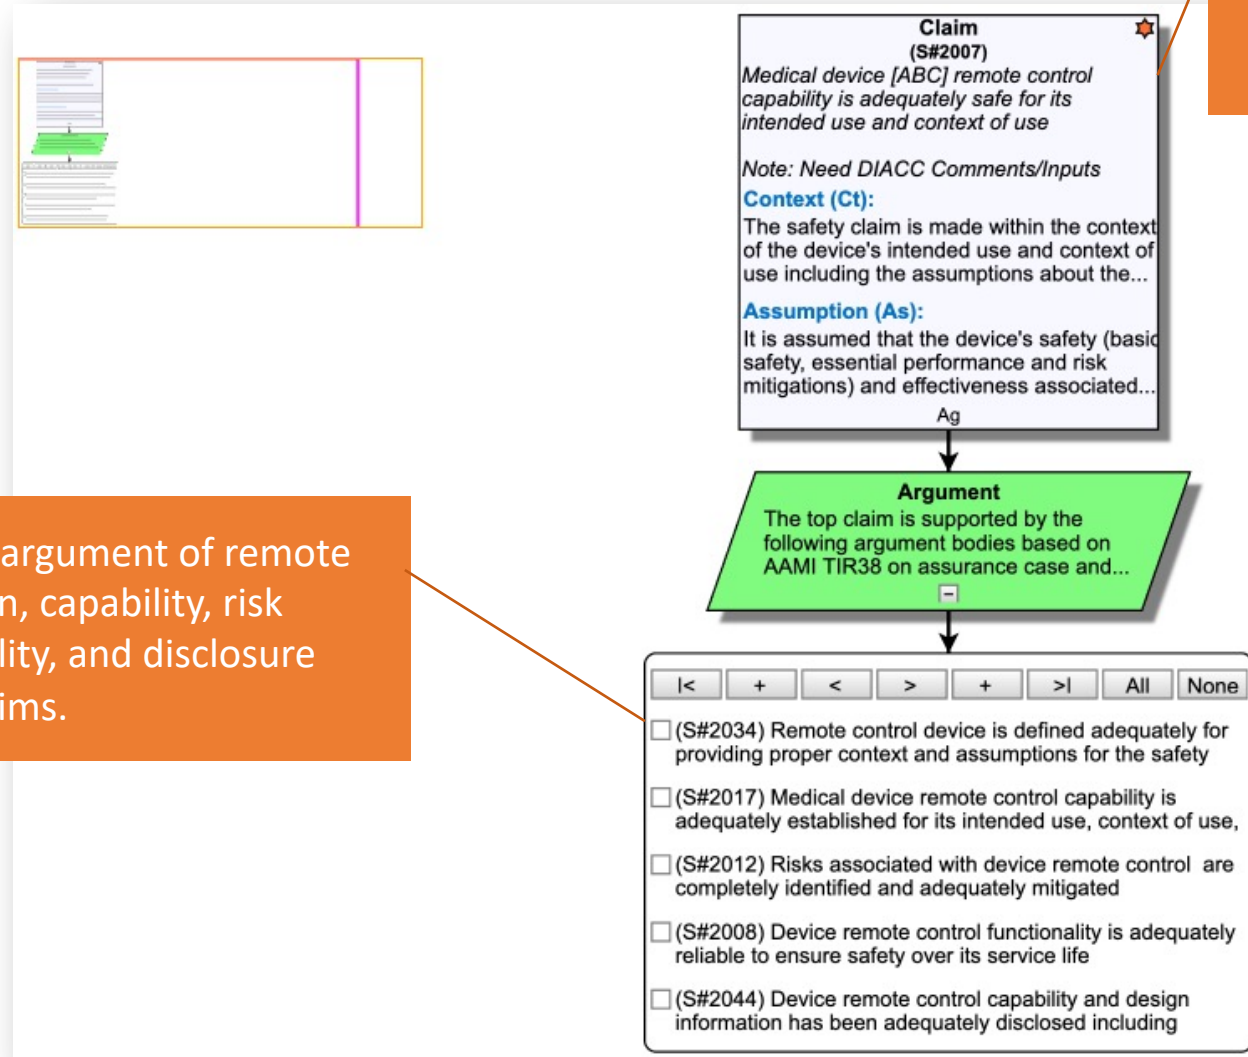 Claim
(S#2007)
Medical device [ABC] remote control
capability is adequately safe for its
intended use and context of use
Note: Need DIACC Comments/Inputs
Context (Ct):
The safety claim is made within the context
of the device's intended use and context of
use including the assumptions about the...
Assumption (As):
It is assumed that the device's safety (basic
safety, essential performance and risk
mitigations) and effectiveness associated...
Ag
Argument
The top claim is supported by the
following argument bodies based on
AAMI TIR38 on assurance case and...
argument of remote
n, capability, risk
lity, and disclosure
ims.
|< + < > + >| All None
(S#2034) Remote control device is defined adequately for
providing proper context and assumptions for the safety
(S#2017) Medical device remote control capability is
adequately established for its intended use, context of use,
(S#2012) Risks associated with device remote control are
completely identified and adequately mitigated
(S#2008) Device remote control functionality is adequately
reliable to ensure safety over its service life
(S#2044) Device remote control capability and design
information has been adequately disclosed including